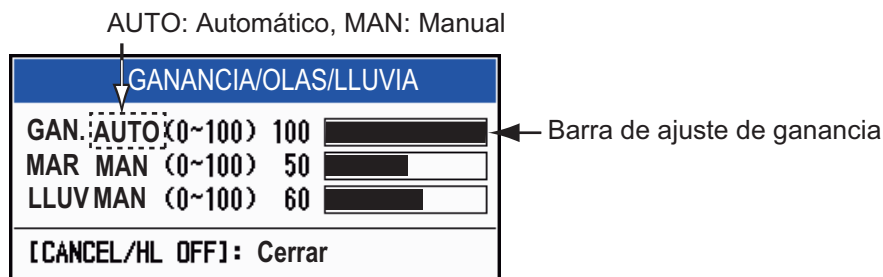 AUTO: Automático, MAN: Manual
GANANCIA/OLAS/LLUVIA
GAN. AUTO (0~100) 100
Barra de ajuste de ganancia
MAR MAN (0~100) 50
LLUV MAN (0~100) 60
[CANCEL/HL OFF]: Cerrar